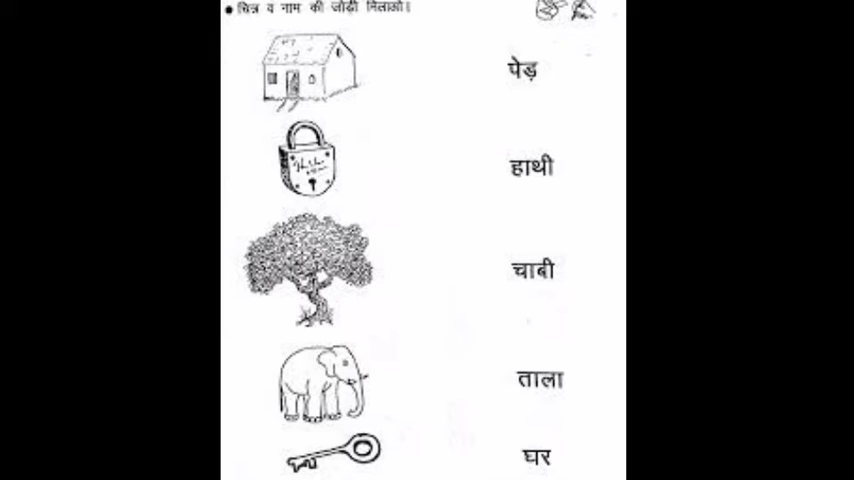 ● चित्र व नाम की जोड़ी मिलाओ।
पेड़
हाथी
चाबी
ताला
घर